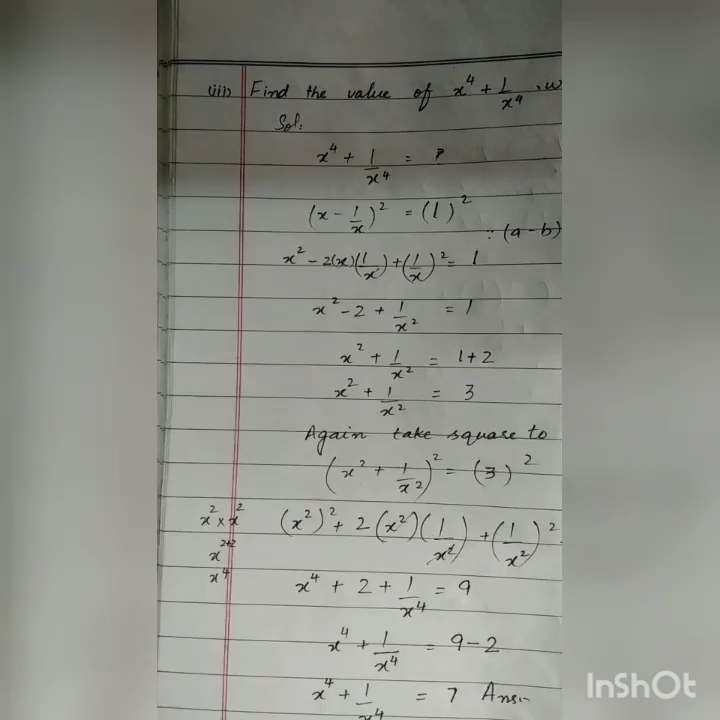 (iii) Find the value of x⁴ + 1/x⁴, w
Sol:
x⁴ + 1/x⁴ = ?
(x - 1/x)² = (1)²
∵ (a-b)
x² - 2(x)(1/x) + (1/x)² = 1
x² - 2 + 1/x² = 1
x² + 1/x² = 1+2
x² + 1/x² = 3
Again take square to
(x² + 1/x²)² = (3)²
x² × x² (x²)² + 2(x²)(1/x²) + (1/x²)²
x²⁺²
x⁴
x⁴ + 2 + 1/x⁴ = 9
x⁴ + 1/x⁴ = 9-2
x⁴ + 1/x⁴ = 7 Ans.
InShOt